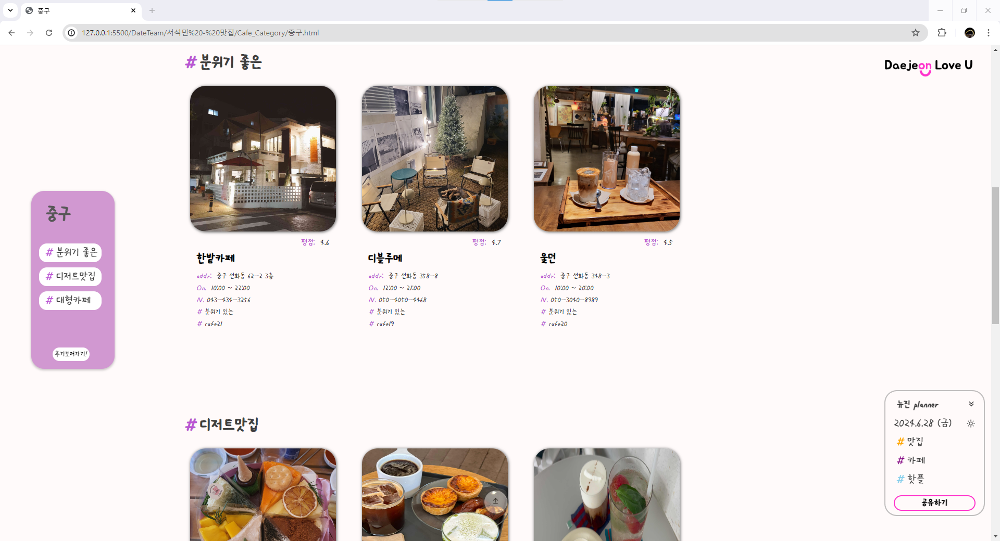 중구
127.0.0.1:5500/DateTeam/서석민%20-%20맛집/Cafe_Category/중구.html
# 분위기 좋은
Daejeon Love U
평점: 4.6
한밭카페
addr: 중구 선화동 62-2 3층
On. 10:00 ~ 22:00
N. 043-434-3256
# 분위기 있는
# cafe21
평점: 4.7
디블루메
addr: 중구 선화동 358-8
On. 12:00 ~ 21:00
N. 050-4050-4468
# 분위기 있는
# cafe19
평점: 4.5
울던
addr: 중구 선화동 348-3
On. 10:00 ~ 20:00
N. 050-3040-8989
# 분위기 있는
# cafe20
중구
# 분위기 좋은
# 디저트맛집
# 대형카페
후기보러가기!
# 디저트맛집
뉴진 planner
2024.6.28 (금)
# 맛집
# 카페
# 핫플
공유하기